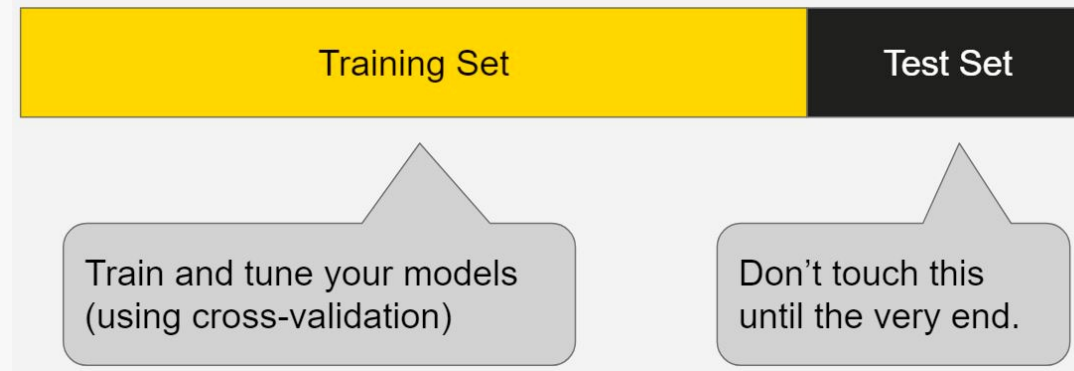 Training Set
Test Set
Train and tune your models
(using cross-validation)
Don’t touch this
until the very end.